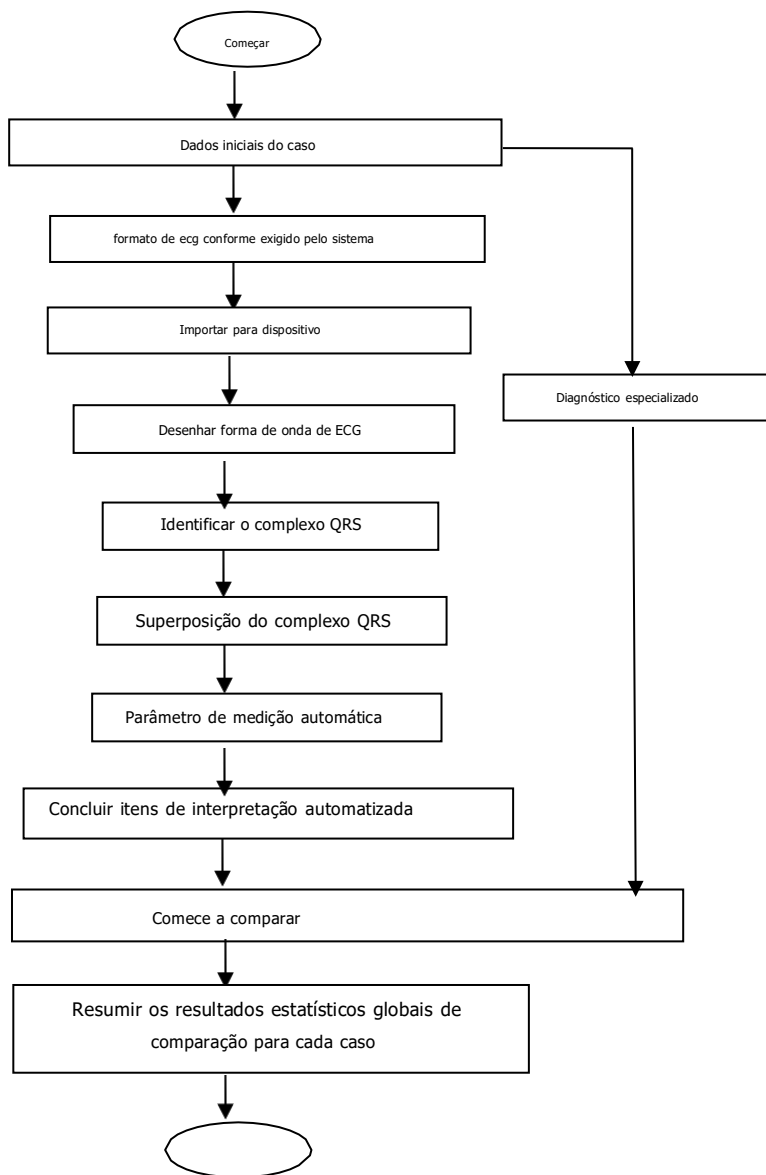 Começar
Dados iniciais do caso
formato de ecg conforme exigido pelo sistema
Importar para dispositivo
Diagnóstico especializado
Desenhar forma de onda de ECG
Identificar o complexo QRS
Superposição do complexo QRS
Parâmetro de medição automática
Concluir itens de interpretação automatizada
Comece a comparar
Resumir os resultados estatísticos globais de
comparação para cada caso